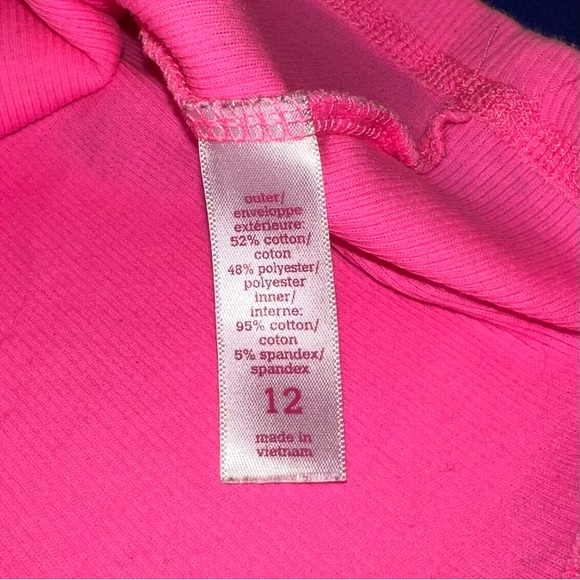 outer/
enveloppe
extérieure:
52% cotton/
coton
48% polyester/
polyester
inner/
interne:
95% cotton/
coton
5% spandex/
spandex
12
made in
vietnam